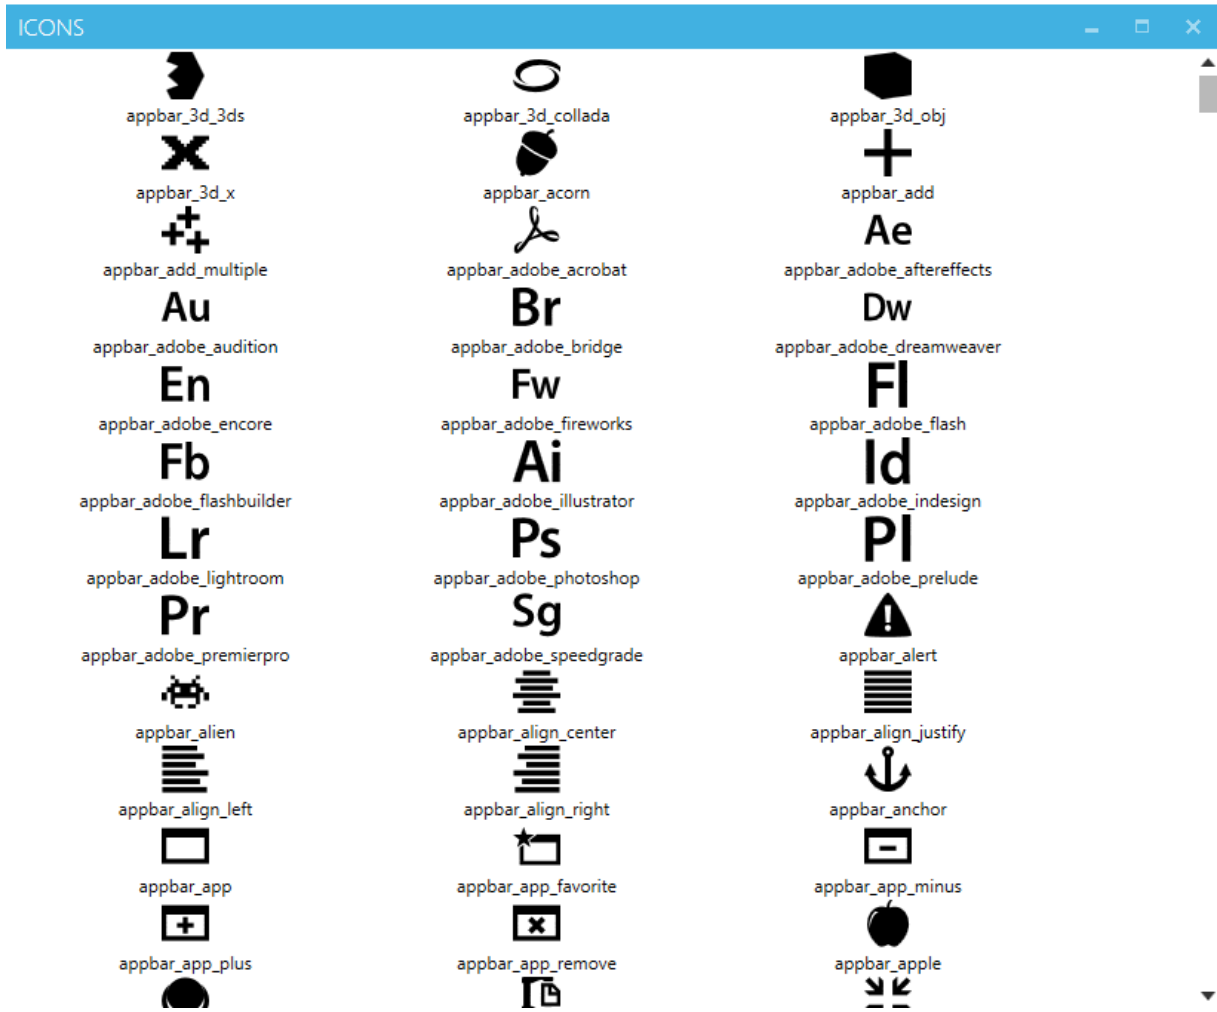 ICONS
appbar_3d_3ds appbar_3d_collada appbar_3d_obj
appbar_3d_x appbar_acorn appbar_add
Ae
appbar_add_multiple appbar_adobe_acrobat appbar_adobe_aftereffects
Au Br Dw
appbar_adobe_audition appbar_adobe_bridge appbar_adobe_dreamweaver
En Fw Fl
appbar_adobe_encore appbar_adobe_fireworks appbar_adobe_flash
Fb Ai Id
appbar_adobe_flashbuilder appbar_adobe_illustrator appbar_adobe_indesign
Lr Ps Pl
appbar_adobe_lightroom appbar_adobe_photoshop appbar_adobe_prelude
Pr Sg
appbar_adobe_premierpro appbar_adobe_speedgrade appbar_alert
appbar_alien appbar_align_center appbar_align_justify
appbar_align_left appbar_align_right appbar_anchor
appbar_app appbar_app_favorite appbar_app_minus
appbar_app_plus appbar_app_remove appbar_apple